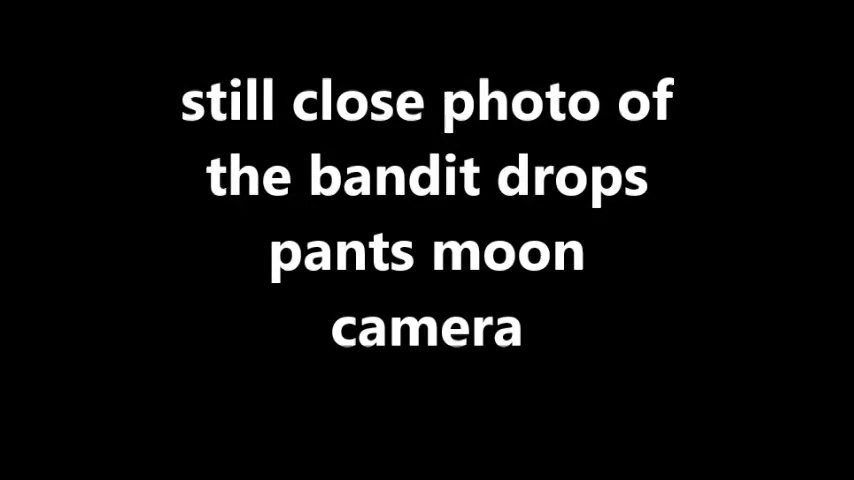 still close photo of
the bandit drops
pants moon
camera